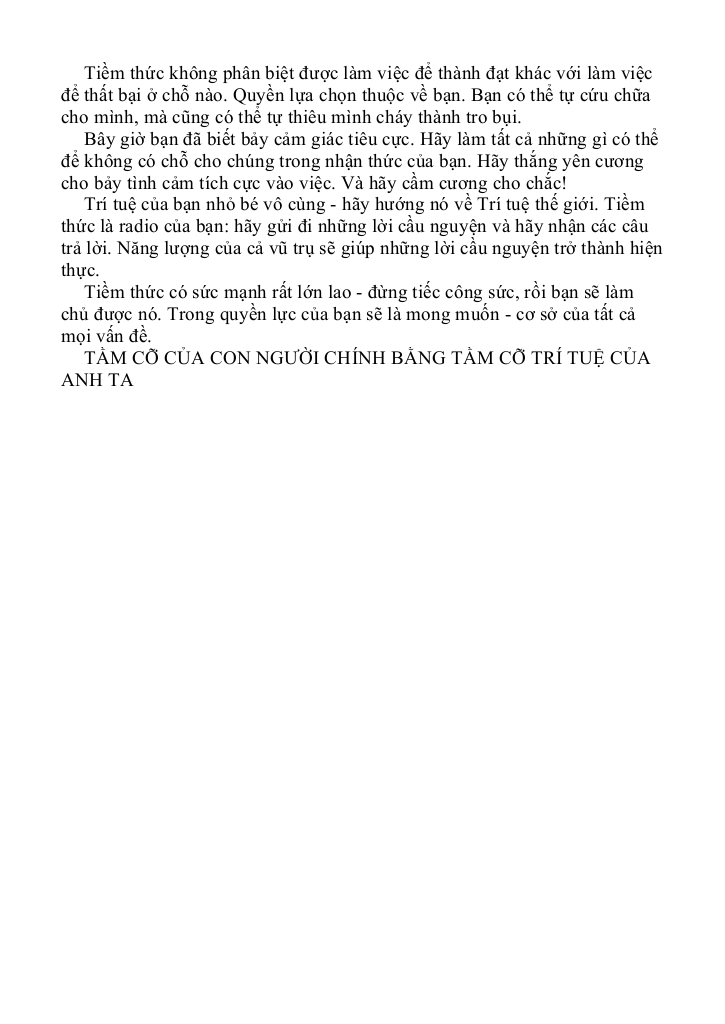 Tiềm thức không phân biệt được làm việc để thành đạt khác với làm việc
để thất bại ở chỗ nào. Quyền lựa chọn thuộc về bạn. Bạn có thể tự cứu chữa
cho mình, mà cũng có thể tự thiêu mình cháy thành tro bụi.
Bây giờ bạn đã biết bảy cảm giác tiêu cực. Hãy làm tất cả những gì có thể
để không có chỗ cho chúng trong nhận thức của bạn. Hãy thắng yên cương
cho bảy tình cảm tích cực vào việc. Và hãy cầm cương cho chắc!
Trí tuệ của bạn nhỏ bé vô cùng - hãy hướng nó về Trí tuệ thế giới. Tiềm
thức là radio của bạn: hãy gửi đi những lời cầu nguyện và hãy nhận các câu
trả lời. Năng lượng của cả vũ trụ sẽ giúp những lời cầu nguyện trở thành hiện
thực.
Tiềm thức có sức mạnh rất lớn lao - đừng tiếc công sức, rồi bạn sẽ làm
chủ được nó. Trong quyền lực của bạn sẽ là mong muốn - cơ sở của tất cả
mọi vấn đề.
TẦM CỠ CỦA CON NGƯỜI CHÍNH BẰNG TẦM CỠ TRÍ TUỆ CỦA
ANH TA